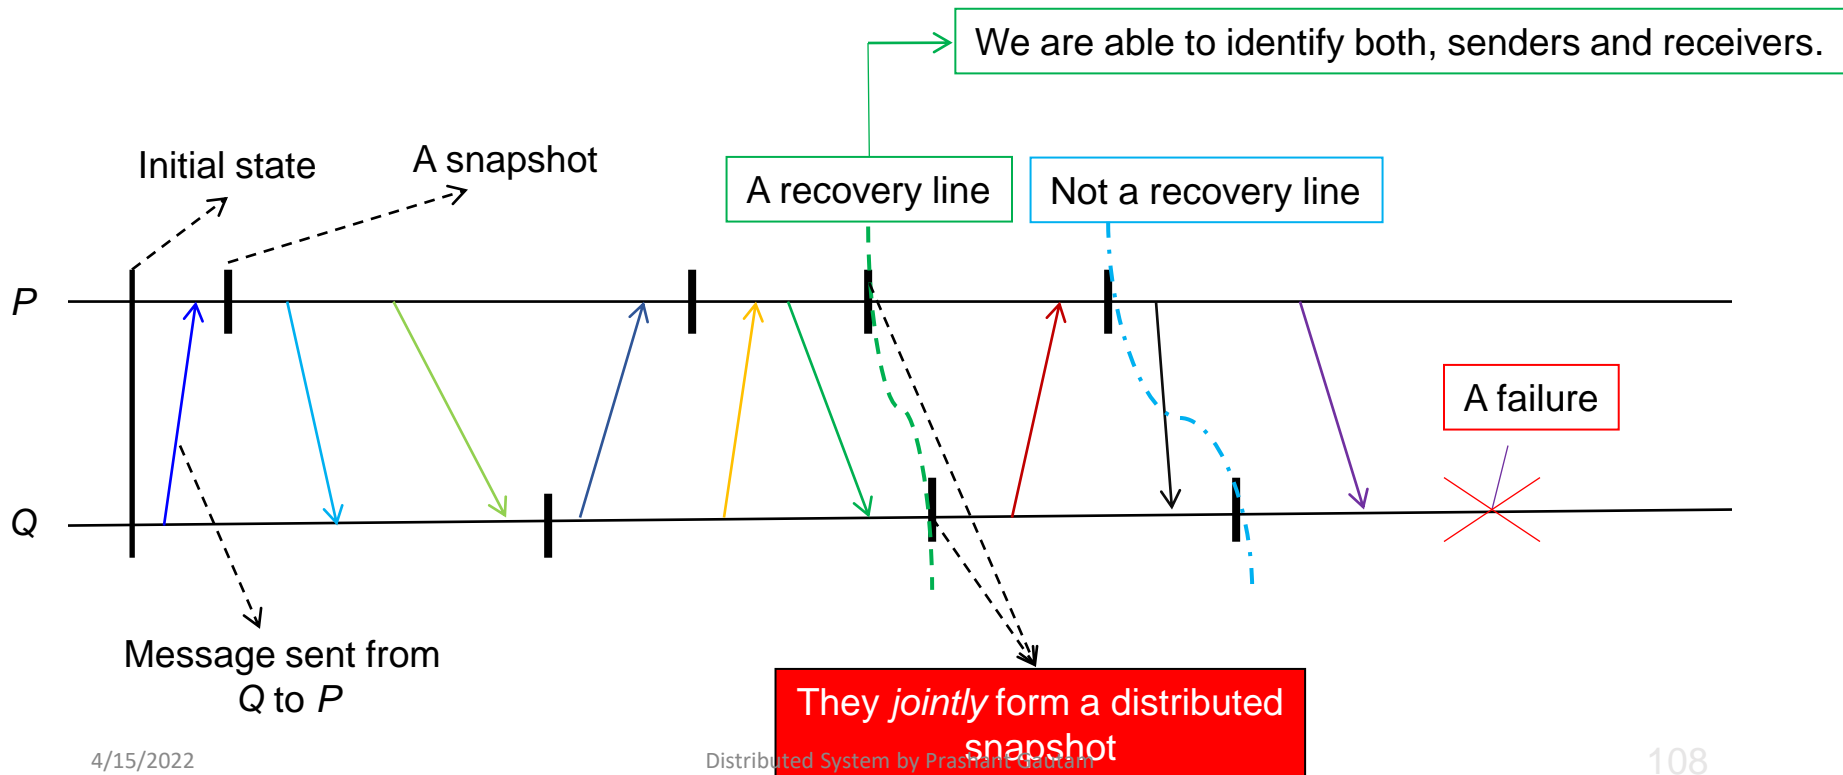 We are able to identify both, senders and receivers.
Initial state
A snapshot
A recovery line
Not a recovery line
P
A failure
Q
Message sent from
Q to P
They jointly form a distributed
snapshot
4/15/2022
Distributed System by Prashant Gautam
108